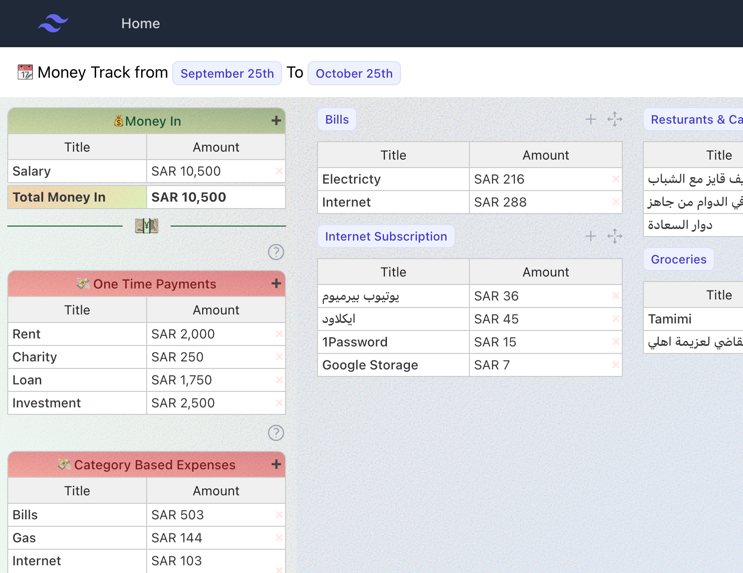 Home
Money Track from September 25th To October 25th
Money In
Title Amount
Salary SAR 10,500
Total Money In SAR 10,500
One Time Payments
Title Amount
Rent SAR 2,000
Charity SAR 250
Loan SAR 1,750
Investment SAR 2,500
Category Based Expenses
Title Amount
Bills SAR 503
Gas SAR 144
Internet SAR 103
Bills
Title Amount
Electricty SAR 216
Internet SAR 288
Internet Subscription
Title Amount
يوتيوب بيرميوم SAR 36
ايكلاود SAR 45
1Password SAR 15
Google Storage SAR 7
Resturants & Ca
Title
يف قايز مع الشباب
في الدوام من جاهز
دوار السعادة
Groceries
Title
Tamimi
قاضي لعزيمة اهلي